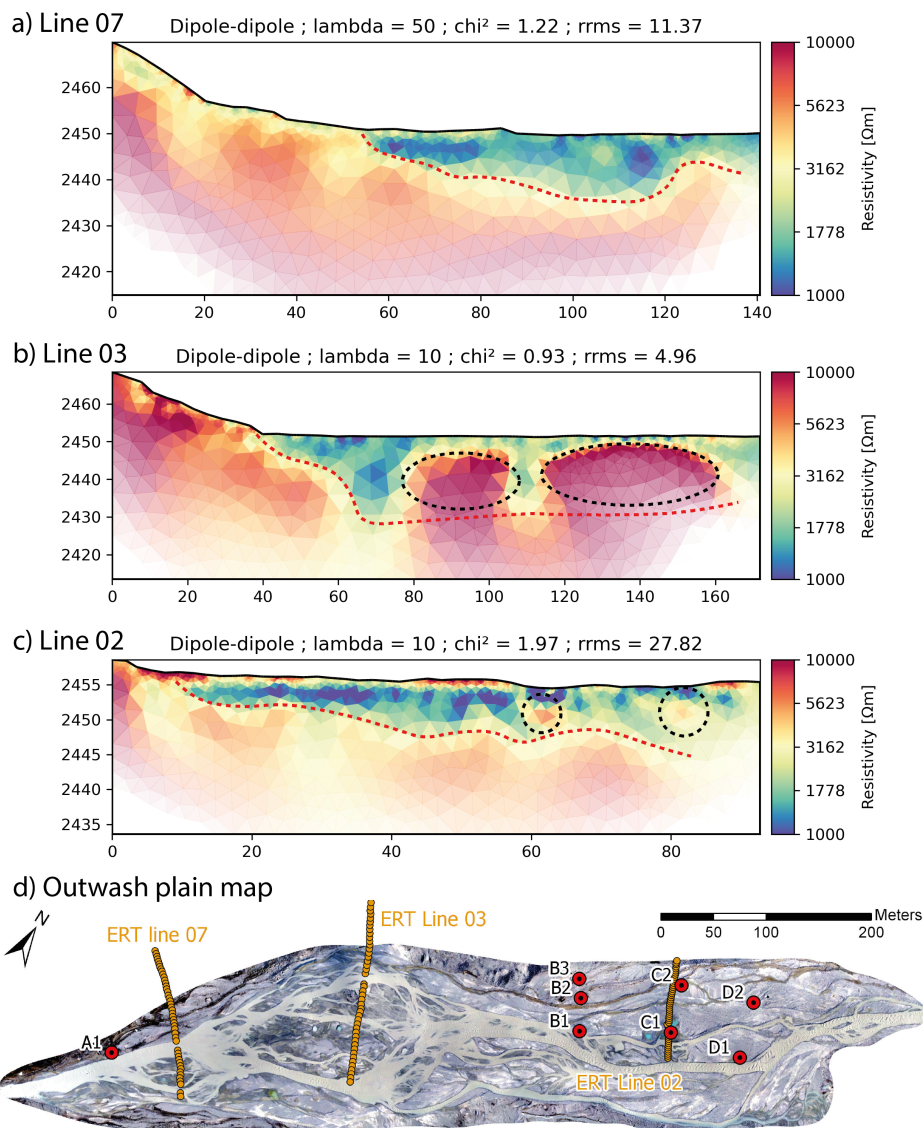 a) Line 07
Dipole-dipole ; lambda = 50 ; chi² = 1.22 ; rrms = 11.37
2460
2450
2440
2430
2420
0 20 40 60 80 100 120 140
10000
5623
3162
1778
1000
Resistivity [Ωm]
b) Line 03
Dipole-dipole ; lambda = 10 ; chi² = 0.93 ; rrms = 4.96
2460
2450
2440
2430
2420
0 20 40 60 80 100 120 140 160
10000
5623
3162
1778
1000
Resistivity [Ωm]
c) Line 02
Dipole-dipole ; lambda = 10 ; chi² = 1.97 ; rrms = 27.82
2455
2450
2445
2440
2435
0 20 40 60 80
10000
5623
3162
1778
1000
Resistivity [Ωm]
d) Outwash plain map
N
ERT line 07
ERT Line 03
Meters
0 50 100 200
B3
B2
B1
C2
C1
D2
D1
A1
ERT Line 02